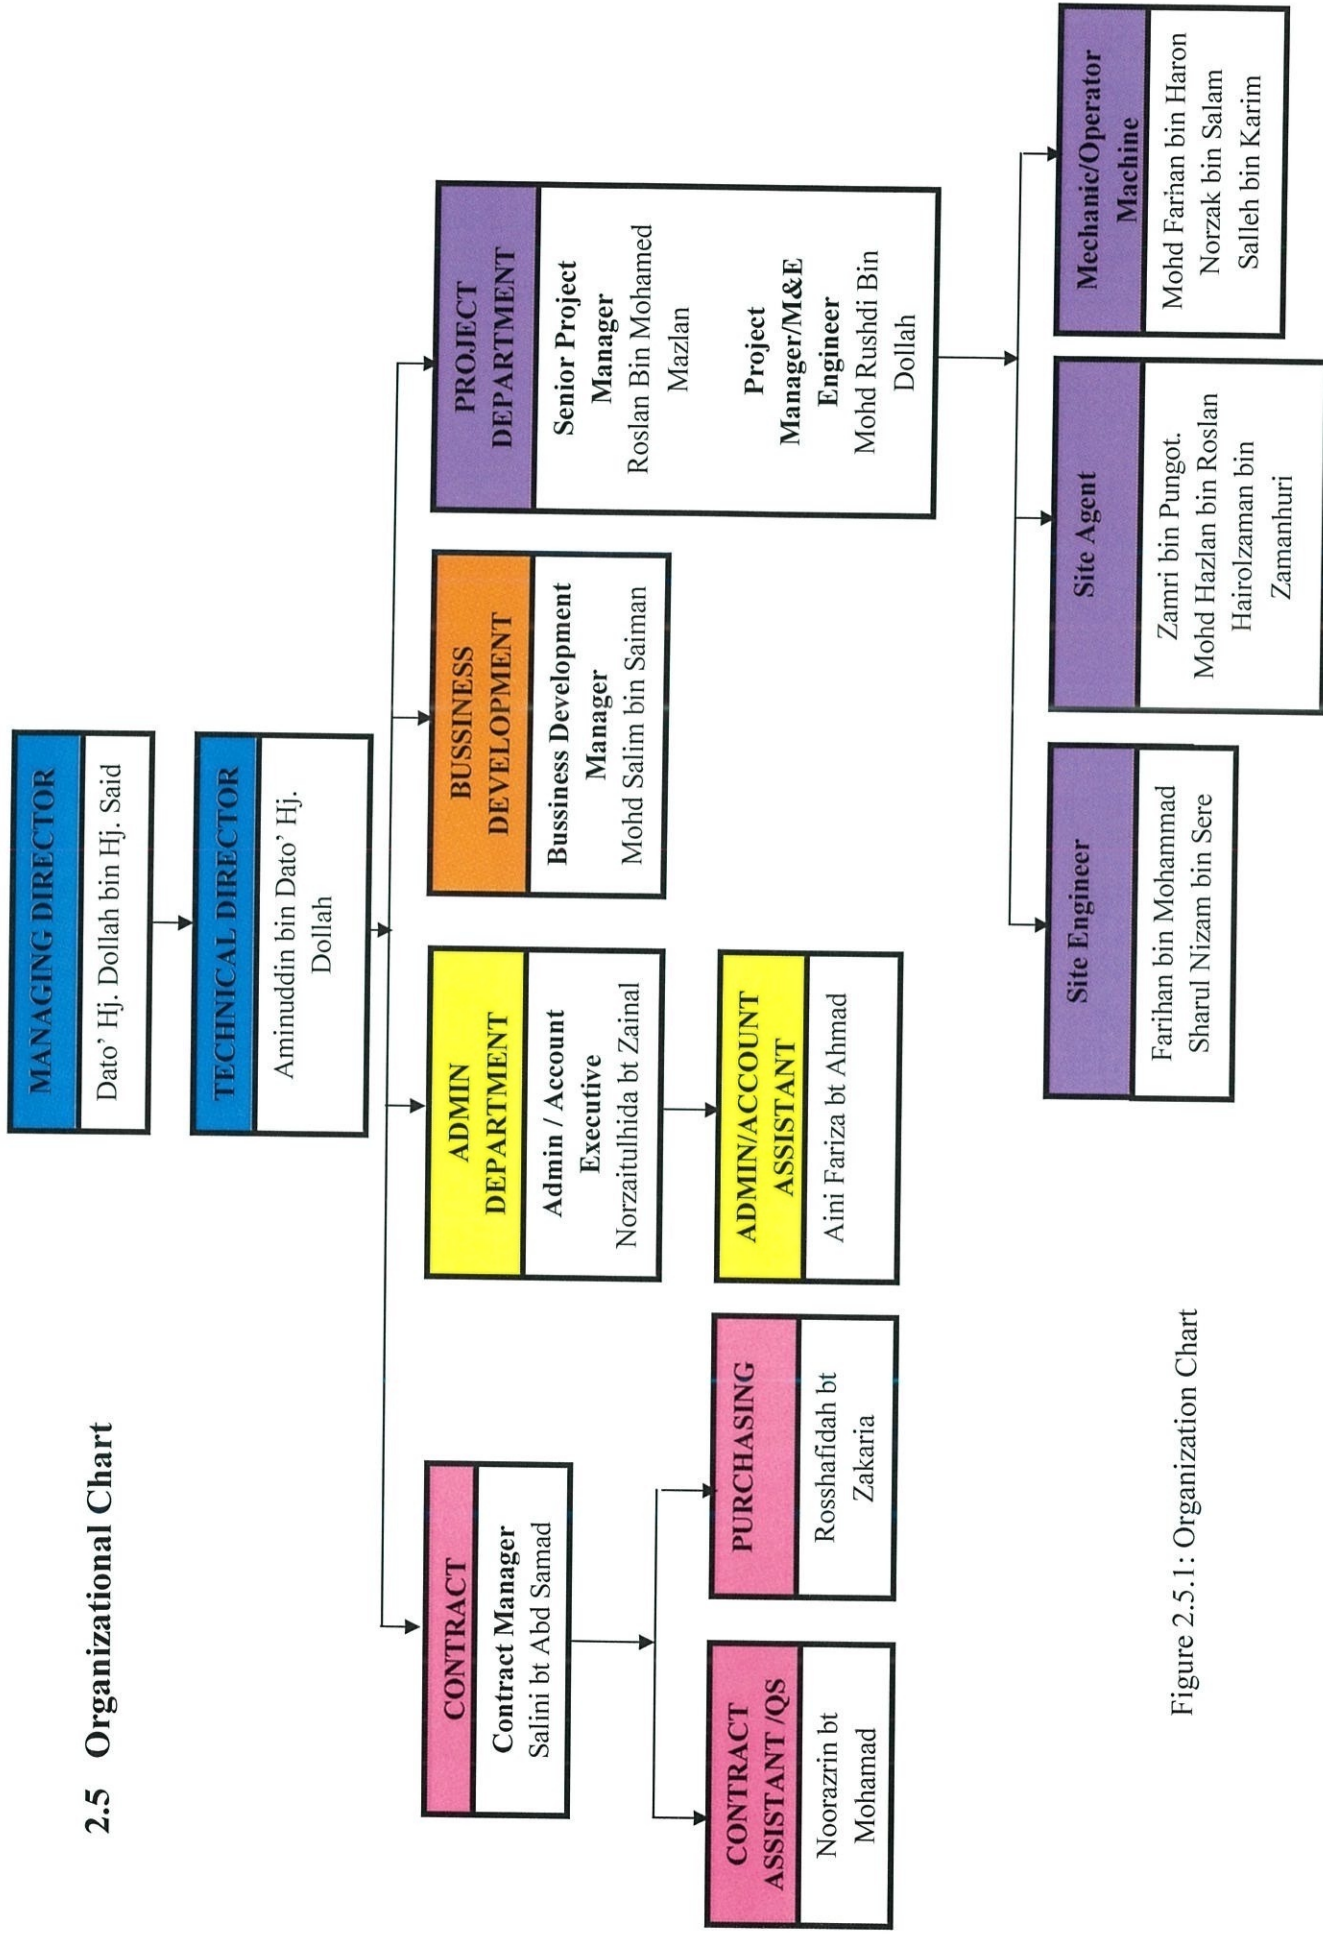 2.5 Organizational Chart
MANAGING DIRECTOR
Dato' Hj. Dollah bin Hj. Said
TECHNICAL DIRECTOR
Aminuddin bin Dato' Hj.
Dollah
CONTRACT
Contract Manager
Salini bt Abd Samad
ADMIN
DEPARTMENT
Admin / Account
Executive
Norzaitulhida bt Zainal
BUSSINESS
DEVELOPMENT
Bussiness Development
Manager
Mohd Salim bin Saiman
PROJECT
DEPARTMENT
Senior Project
Manager
Roslan Bin Mohamed
Mazlan
Project
Manager/M&E
Engineer
Mohd Rushdi Bin
Dollah
CONTRACT
ASSISTANT /QS
Noorazrin bt
Mohamad
PURCHASING
Rosshafidah bt
Zakaria
ADMIN/ACCOUNT
ASSISTANT
Aini Fariza bt Ahmad
Site Engineer
Farihan bin Mohammad
Sharul Nizam bin Sere
Site Agent
Zamri bin Pungot.
Mohd Hazlan bin Roslan
Hairolzaman bin
Zamanhuri
Mechanic/Operator
Machine
Mohd Farhan bin Haron
Norzak bin Salam
Salleh bin Karim
Figure 2.5.1: Organization Chart